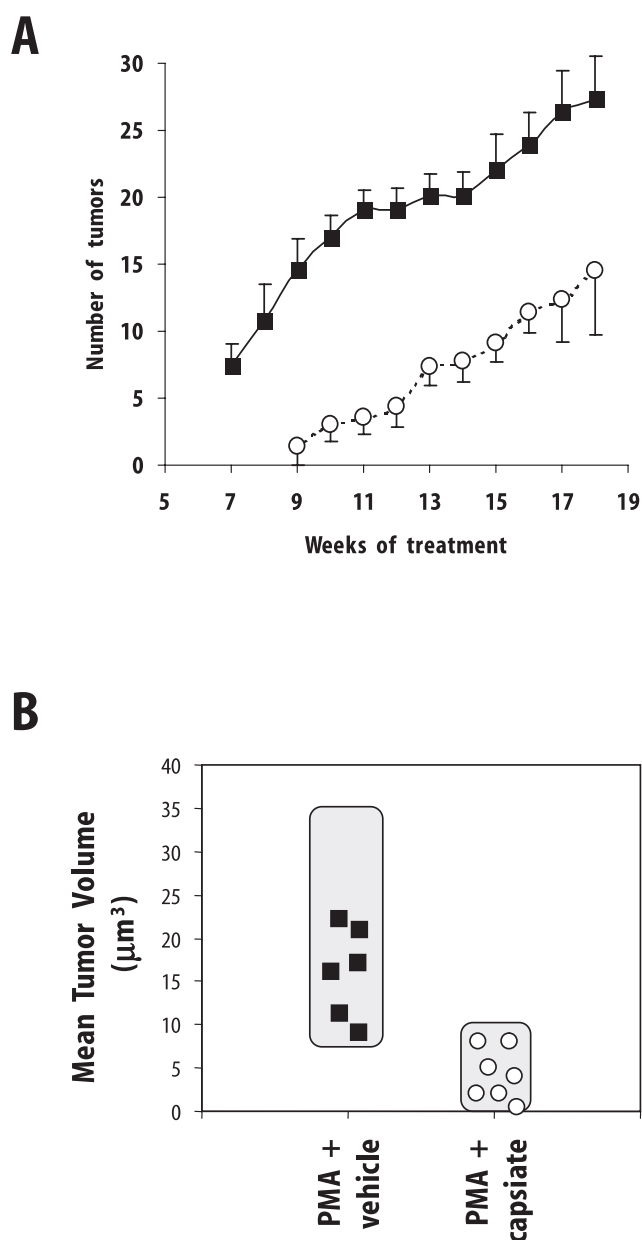 A
30
25
20
15
10
5
0
Number of tumors
5 7 9 11 13 15 17 19
Weeks of treatment
B
40
35
30
25
20
15
10
5
0
Mean Tumor Volume
(μm³)
PMA +
vehicle
PMA +
capsiate